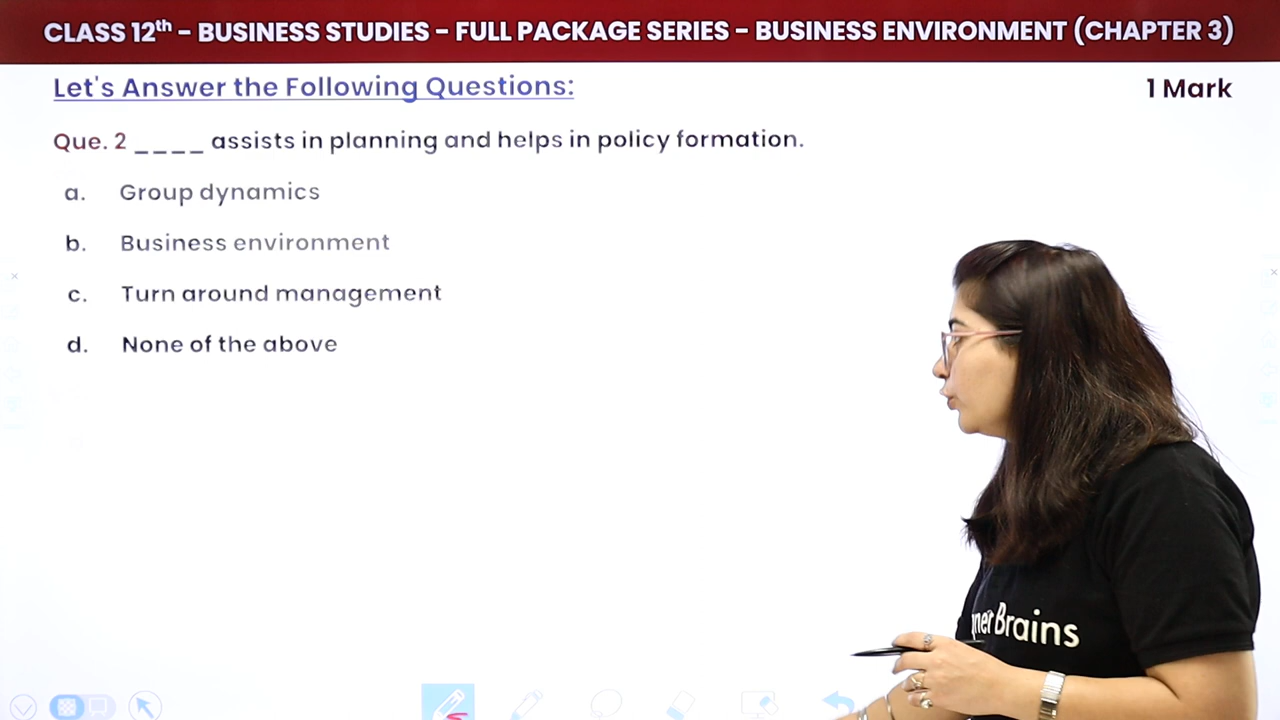 CLASS 12th – BUSINESS STUDIES – FULL PACKAGE SERIES – BUSINESS ENVIRONMENT (CHAPTER 3)
Let's Answer the Following Questions:
1 Mark
Que. 2 ____ assists in planning and helps in policy formation.
a. Group dynamics
b. Business environment
c. Turn around management
d. None of the above
Brains